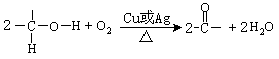 O
2—C—O—H+O₂ Cu或Ag 2—C— +2H₂O
H △